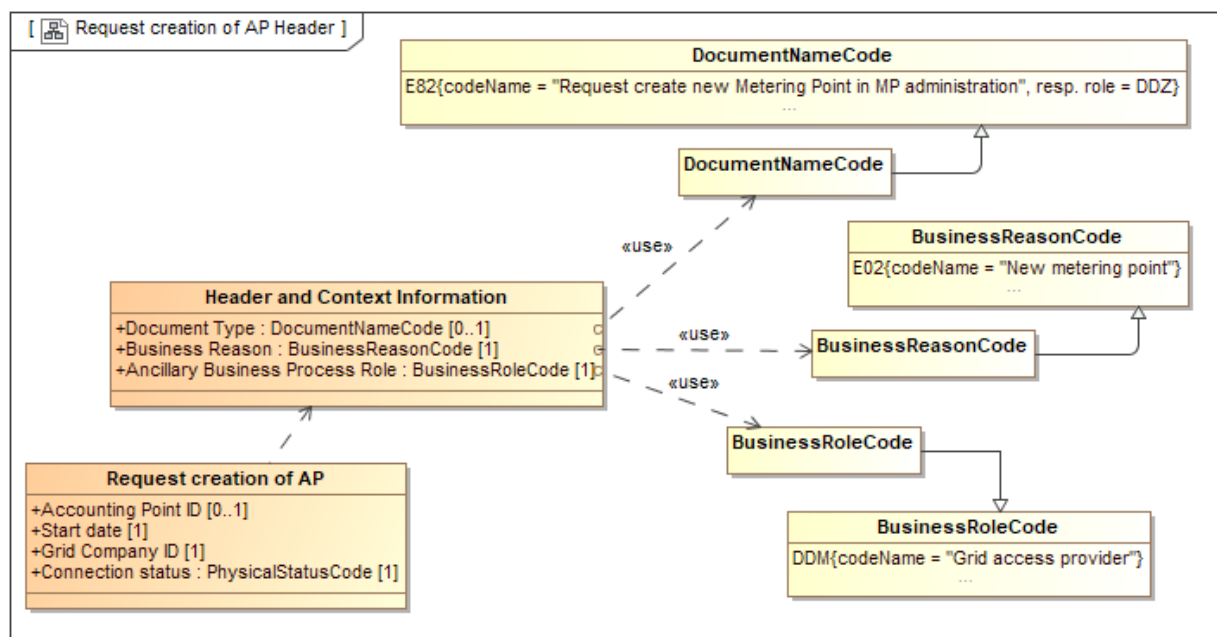 [ Request creation of AP Header ]
DocumentNameCode
E82{codeName = "Request create new Metering Point in MP administration", resp. role = DDZ}
...
DocumentNameCode
«use»
BusinessReasonCode
E02{codeName = "New metering point"}
...
Header and Context Information
+Document Type : DocumentNameCode [0..1]
+Business Reason : BusinessReasonCode [1]
+Ancillary Business Process Role : BusinessRoleCode [1]
«use»
BusinessReasonCode
«use»
BusinessRoleCode
Request creation of AP
+Accounting Point ID [0..1]
+Start date [1]
+Grid Company ID [1]
+Connection status : PhysicalStatusCode [1]
BusinessRoleCode
DDM{codeName = "Grid access provider"}
...